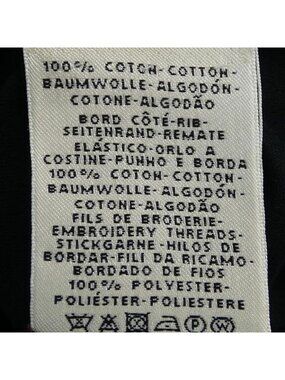 100% COTON-COTTON-
BAUMWOLLE-ALGODÓN-
COTONE-ALGODÃO
BORD CÔTÉ-RIB-
SEITENRAND-REMATE
ELÁSTICO-ORLO A
COSTINE-PUNHO E BORDA
100% COTON-COTTON-
BAUMWOLLE-ALGODÓN-
COTONE-ALGODÃO
FILS DE BRODERIE-
EMBROIDERY THREADS-
STICKGARNE-HILOS DE
BORDAR-FILI DA RICAMO-
BORDADO DE FIOS
100% POLYESTER-
POLIÉSTER-POLIESTERE
P W